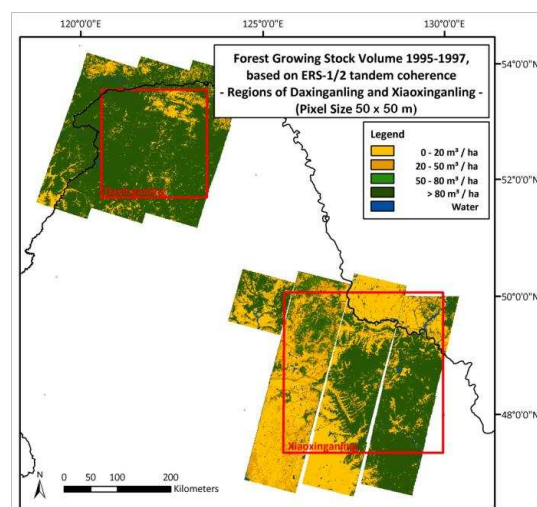 120°0'0"E 125°0'0"E 130°0'0"E
Forest Growing Stock Volume 1995-1997,
based on ERS-1/2 tandem coherence
- Regions of Daxinganling and Xiaoxinganling -
(Pixel Size 50 x 50 m)
54°0'0"N
Legend
0 - 20 m³ / ha
20 - 50 m³ / ha
50 - 80 m³ / ha
> 80 m³ / ha
Water
52°0'0"N
Daxinganling
50°0'0"N
48°0'0"N
Xiaoxinganling
N
0 50 100 200
Kilometers